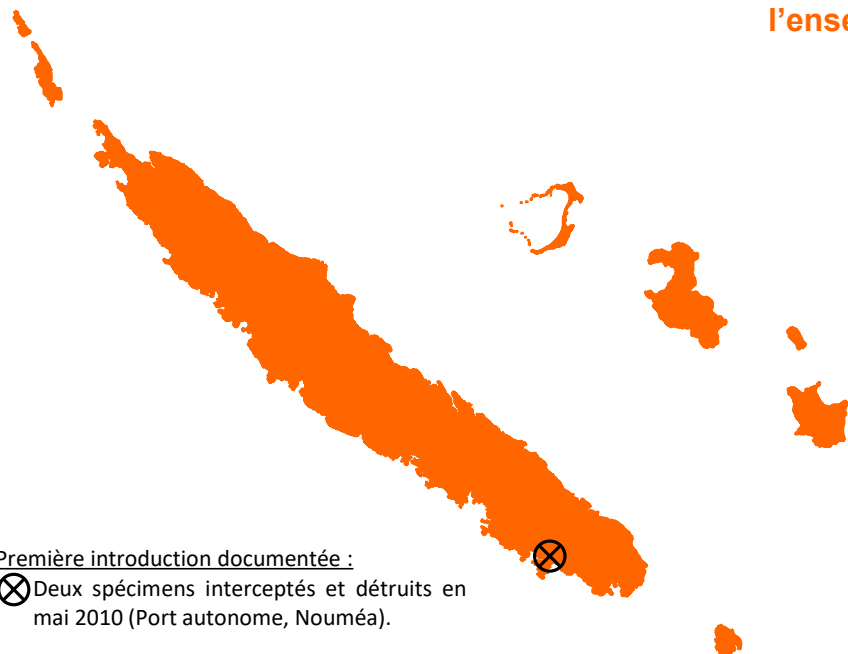 l'ense
Première introduction documentée :
Deux spécimens interceptés et détruits en
mai 2010 (Port autonome, Nouméa).